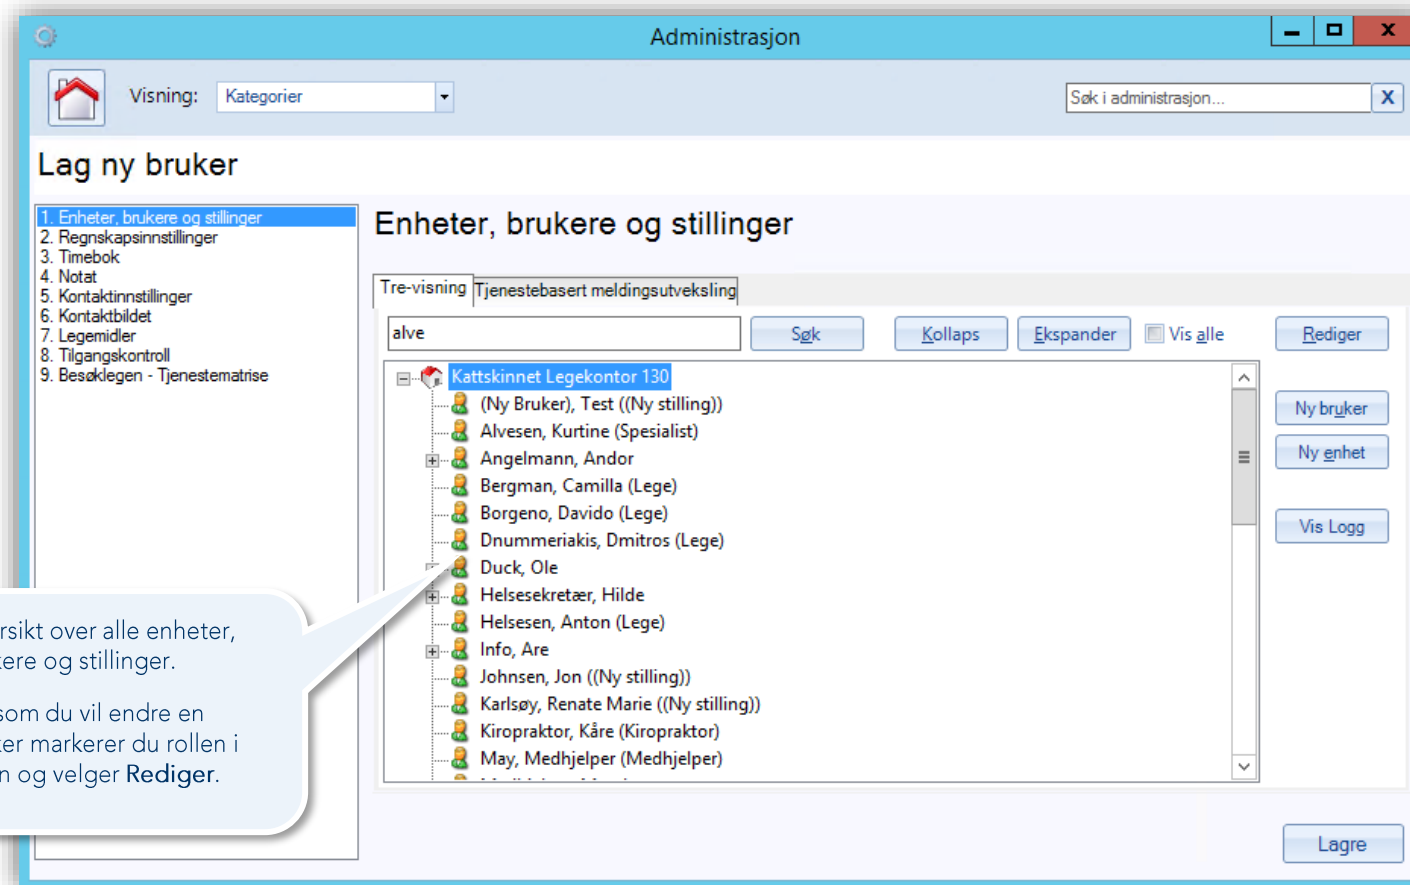 Administrasjon
Visning: Kategorier
Søk i administrasjon...
X
Lag ny bruker
1. Enheter, brukere og stillinger
2. Regnskapsinnstillinger
3. Timebok
4. Notat
5. Kontaktinnstillinger
6. Kontaktbildet
7. Legemidler
8. Tilgangskontroll
9. Besøklegen - Tjenestematrise
Enheter, brukere og stillinger
Tre-visning Tjenestebasert meldingsutveksling
alve Søk Kollaps Ekspander Vis alle Rediger
Kattskinnet Legekontor 130
(Ny Bruker), Test ((Ny stilling))
Alvesen, Kurtine (Spesialist)
Angelmann, Andor
Bergman, Camilla (Lege)
Borgeno, Davido (Lege)
Dnummeriakis, Dmitros (Lege)
Duck, Ole
Helsesekretær, Hilde
Helsesen, Anton (Lege)
Info, Are
Johnsen, Jon ((Ny stilling))
Karlsøy, Renate Marie ((Ny stilling))
Kiropraktor, Kåre (Kiropraktor)
May, Medhjelper (Medhjelper)
Ny bruker
Ny enhet
Vis Logg
rsikt over alle enheter,
kere og stillinger.
som du vil endre en
ker markerer du rollen i
n og velger Rediger.
Lagre